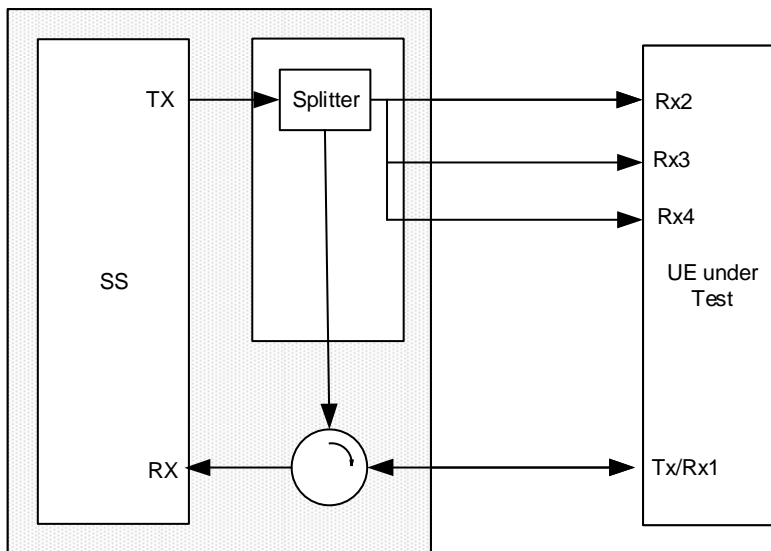 TX
Splitter
Rx2
Rx3
Rx4
SS
UE under
Test
RX
Tx/Rx1